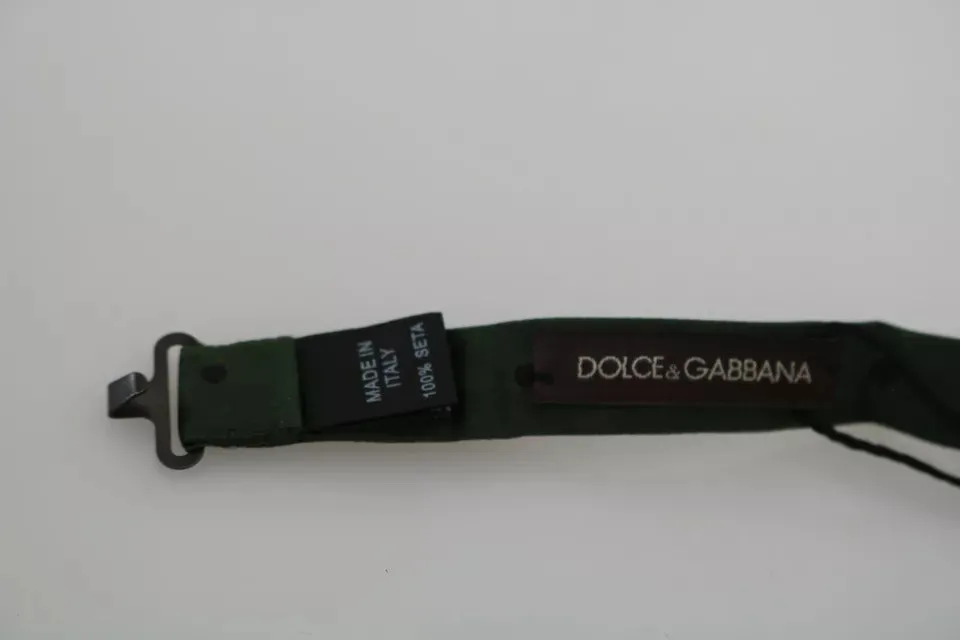 MADE IN
ITALY
100% SETA
DOLCE & GABBANA